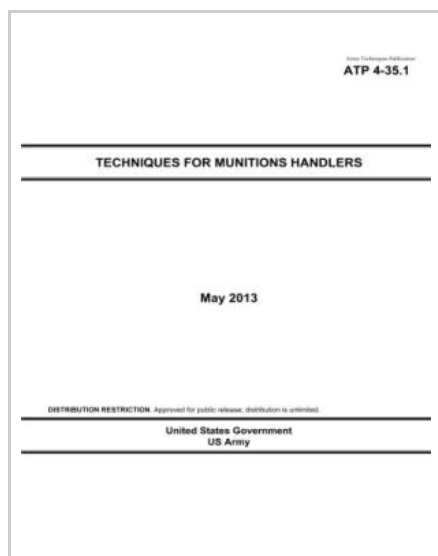 Army Techniques Publication
ATP 4-35.1
TECHNIQUES FOR MUNITIONS HANDLERS
May 2013
DISTRIBUTION RESTRICTION. Approved for public release; distribution is unlimited.
United States Government
US Army